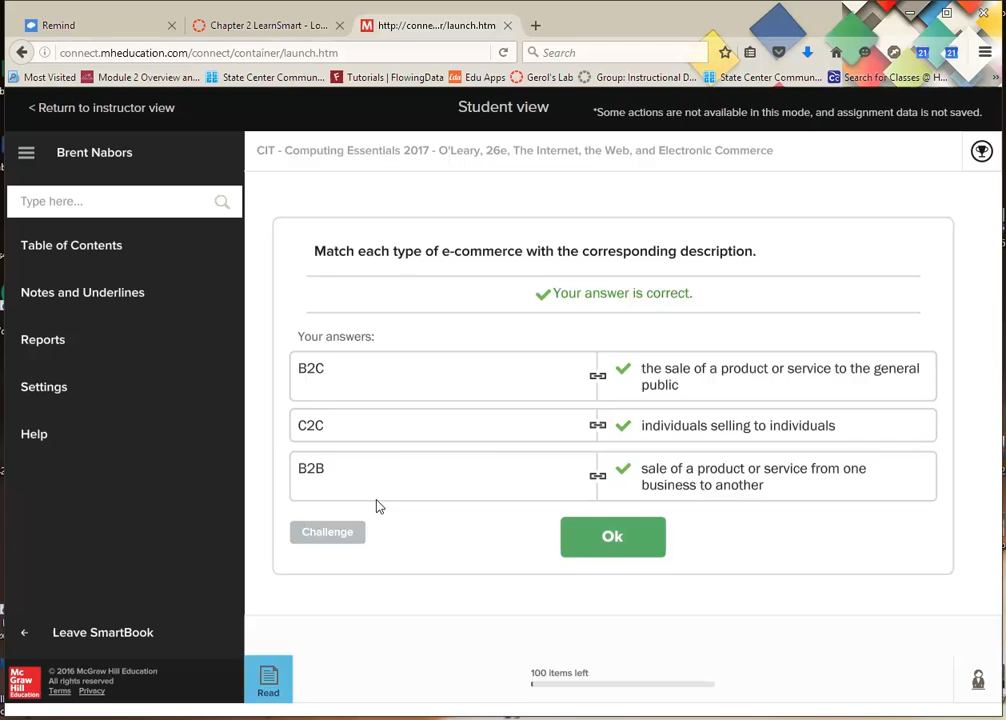 Remind
Chapter 2 LearnSmart - Lo...
http://conne...r/launch.htm
connect.mheducation.com/connect/container/launch.htm
Search
21
21
Most Visited
Module 2 Overview an...
State Center Commun...
Tutorials | FlowingData
Edu Apps
Gerol's Lab
Group: Instructional D...
State Center Commun...
Search for Classes @ H...
< Return to instructor view
Student view
*Some actions are not available in this mode, and assignment data is not saved.
Brent Nabors
CIT - Computing Essentials 2017 - O'Leary, 26e, The Internet, the Web, and Electronic Commerce
Type here...
Table of Contents
Notes and Underlines
Reports
Settings
Help
Match each type of e-commerce with the corresponding description.
Your answer is correct.
Your answers:
B2C
the sale of a product or service to the general
public
C2C
individuals selling to individuals
B2B
sale of a product or service from one
business to another
Challenge
Ok
Leave SmartBook
Mc
Graw
Hill
Education
© 2016 McGraw Hill Education
All rights reserved
Terms Privacy
Read
100 items left